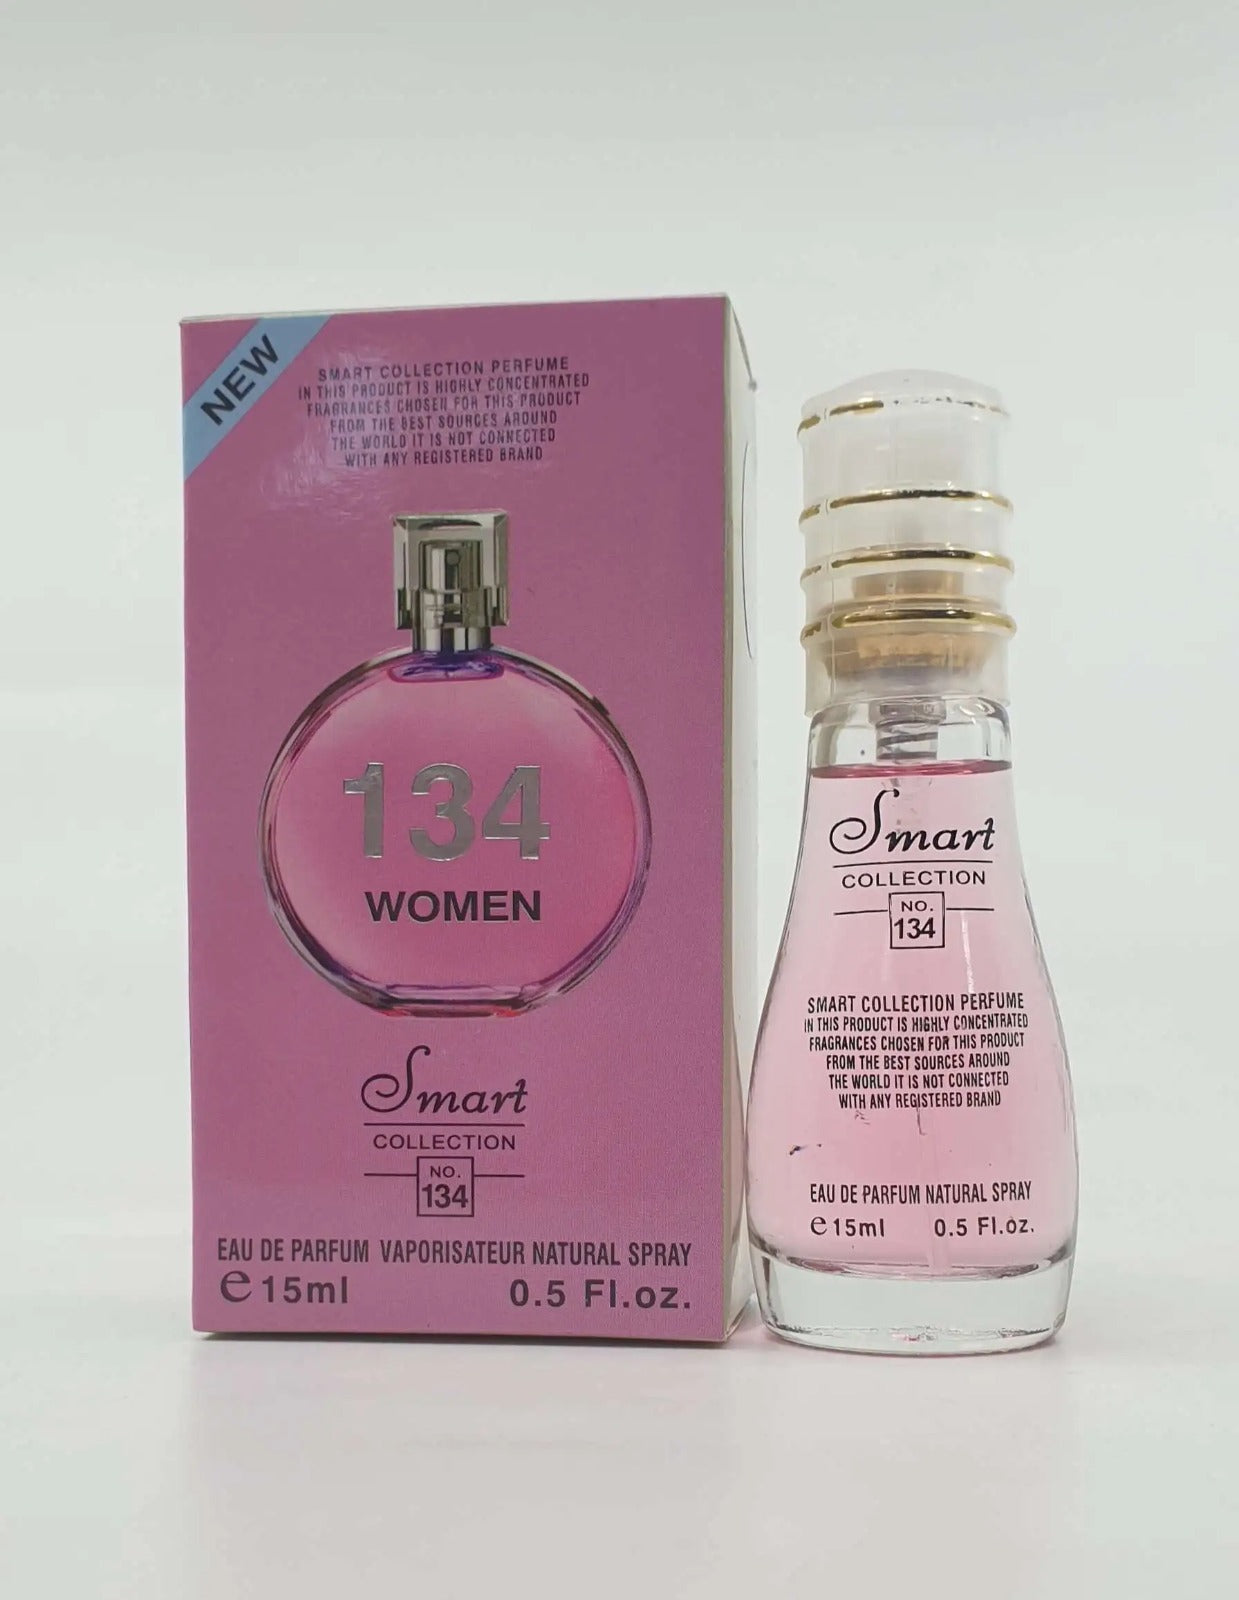 NEW
SMART COLLECTION PERFUME
IN THIS PRODUCT IS HIGHLY CONCENTRATED
FRAGRANCES CHOSEN FOR THIS PRODUCT
FROM THE BEST SOURCES AROUND
THE WORLD IT IS NOT CONNECTED
WITH ANY REGISTERED BRAND
134
WOMEN
Smart
COLLECTION
NO.
134
EAU DE PARFUM VAPORISATEUR NATURAL SPRAY
e 15ml 0.5 Fl.oz.
Smart
COLLECTION
NO.
134
SMART COLLECTION PERFUME
IN THIS PRODUCT IS HIGHLY CONCENTRATED
FRAGRANCES CHOSEN FOR THIS PRODUCT
FROM THE BEST SOURCES AROUND
THE WORLD IT IS NOT CONNECTED
WITH ANY REGISTERED BRAND
EAU DE PARFUM NATURAL SPRAY
e 15ml 0.5 Fl.oz.